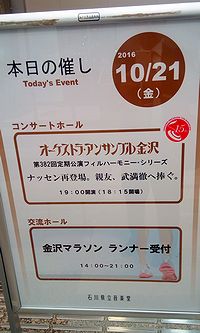 本日の催し
Today's Event
2016
10/21
(金)
コンサートホール
オーケストラ・アンサンブル金沢
第382回定期公演フィルハーモニー・シリーズ
ナッセン再登場。親友、武満徹へ捧ぐ。
19:00開演(18:15開場)
交流ホール
金沢マラソン ランナー受付
14:00~21:00
石川県立音楽堂